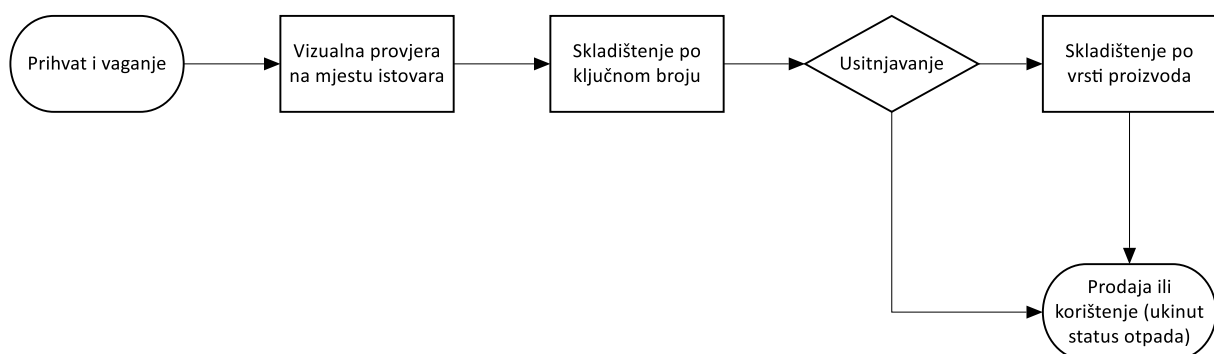 Prihvat i vaganje
Vizualna provjera
na mjestu istovara
Skladištenje po
ključnom broju
Usitnjavanje
Skladištenje po
vrsti proizvoda
Prodaja ili
korištenje (ukinut
status otpada)